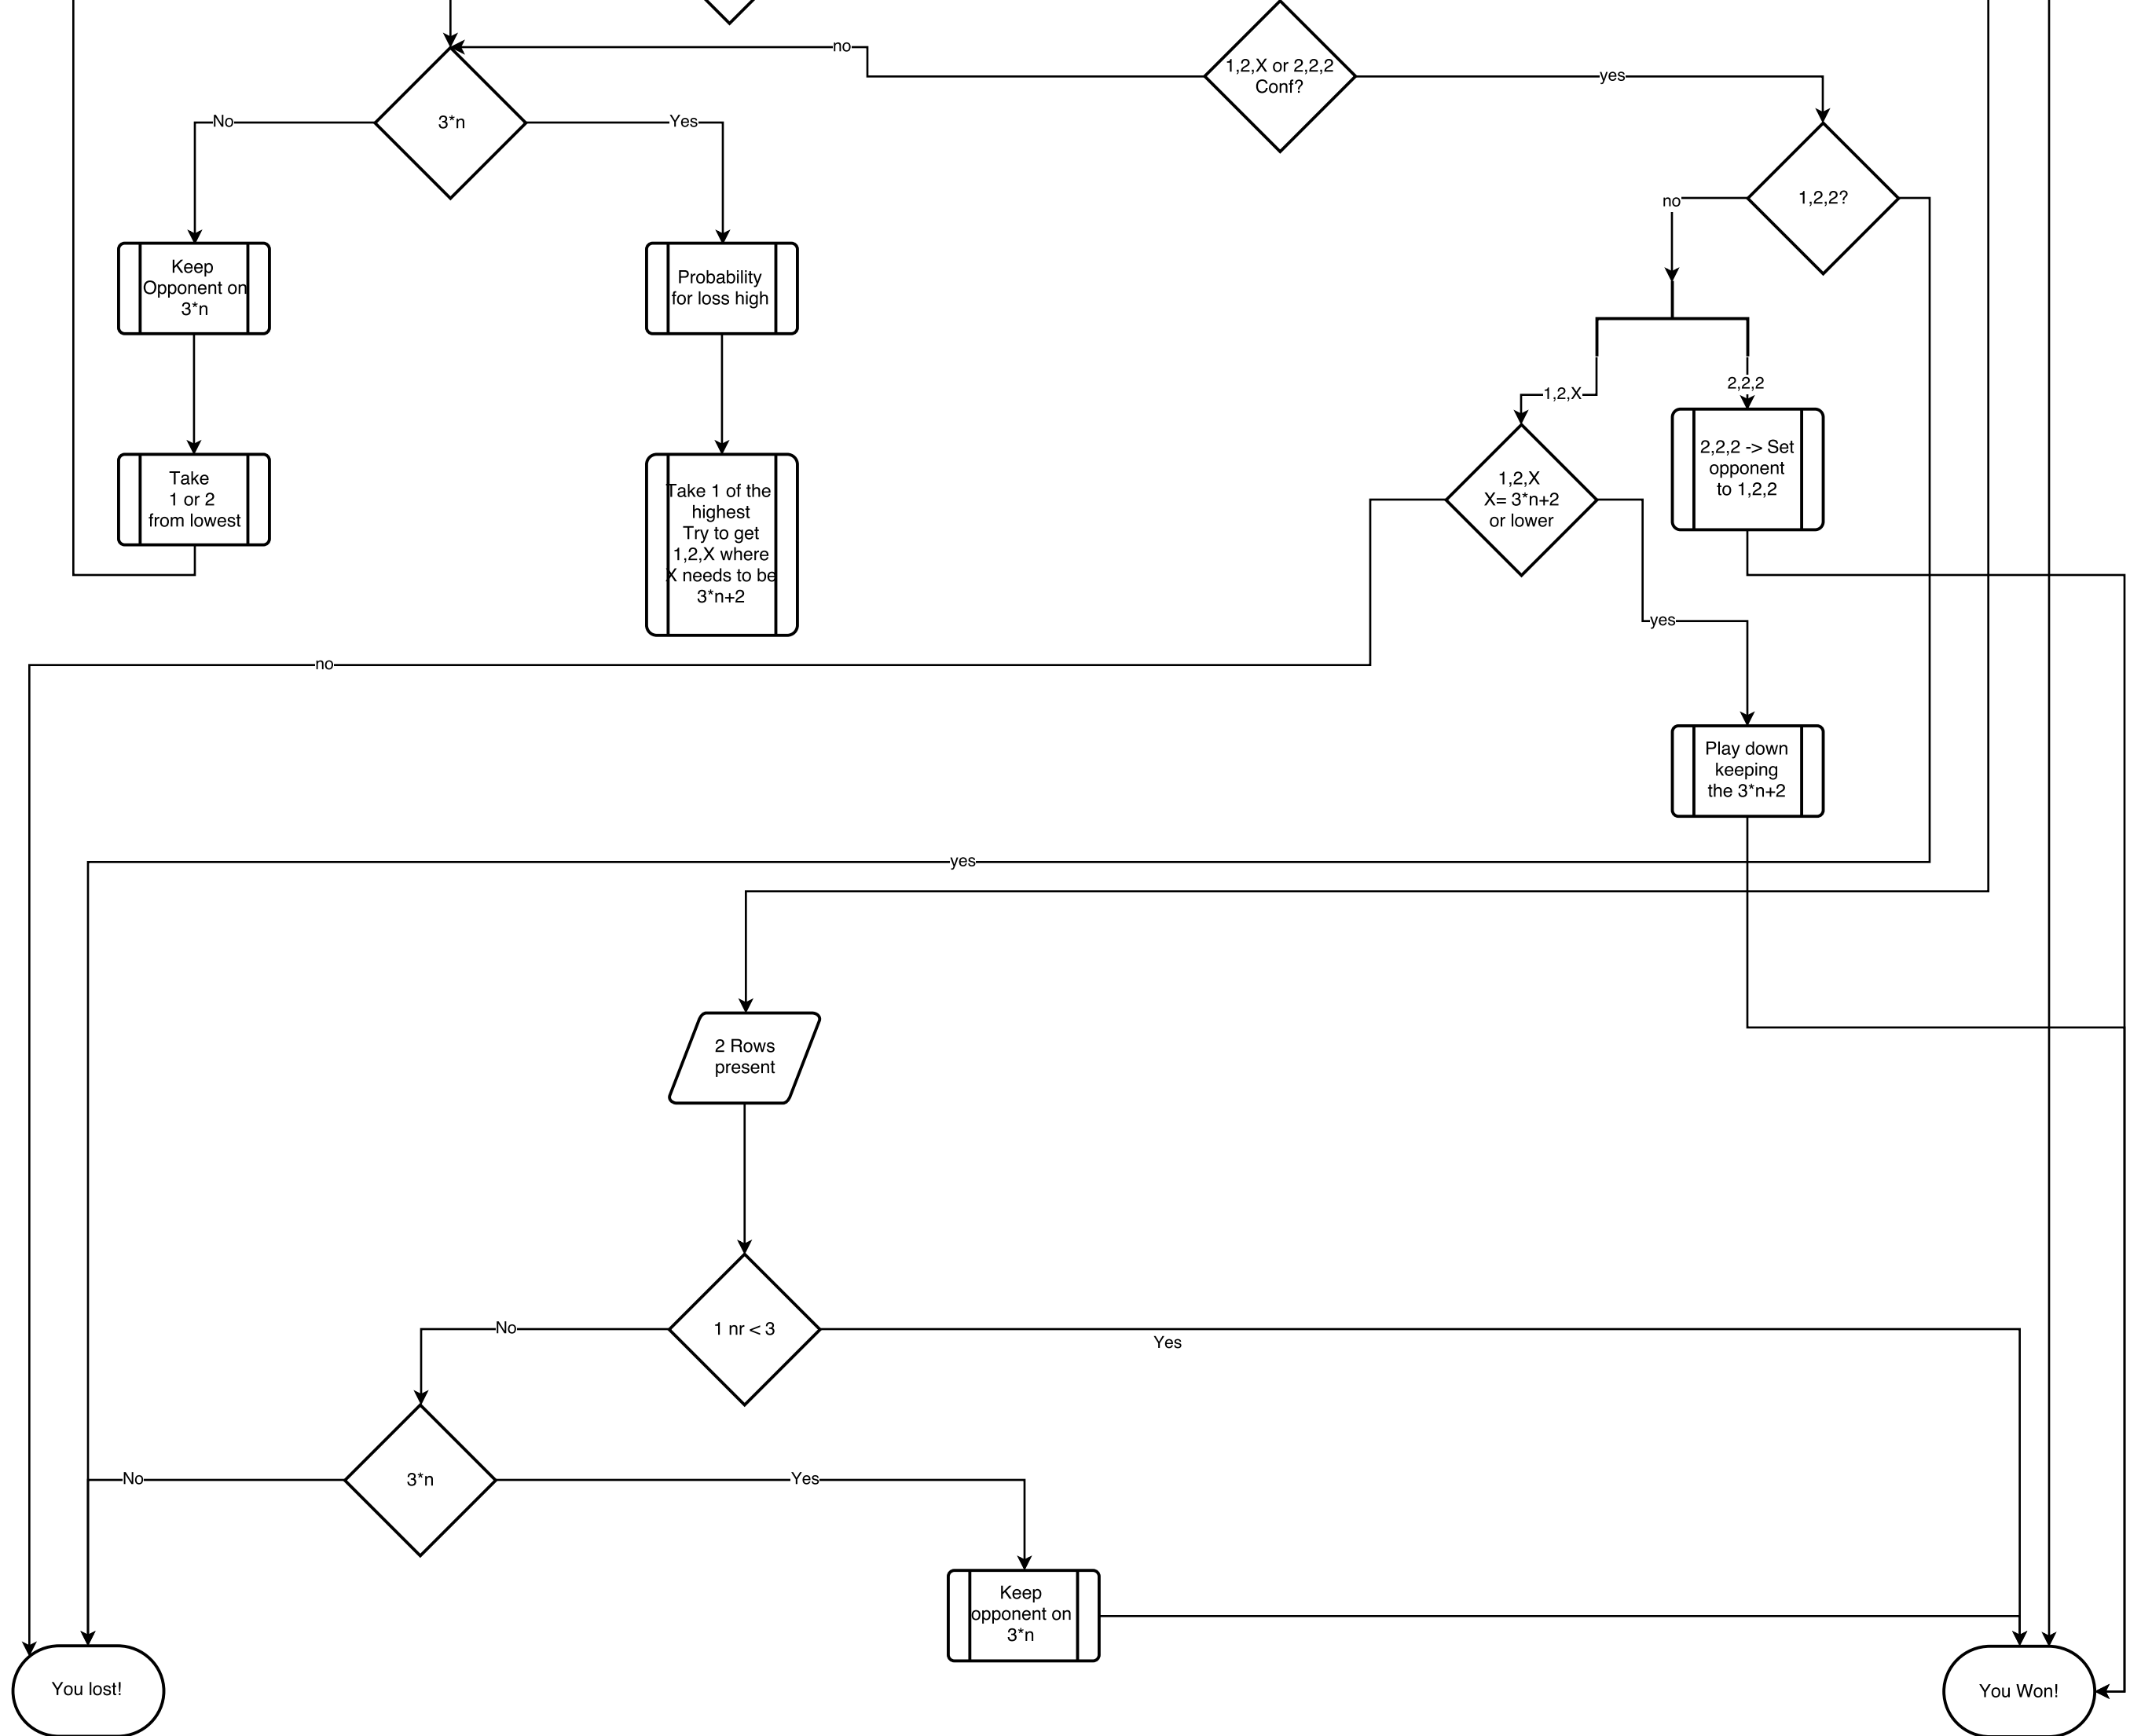 no
1,2,X or 2,2,2
Conf?
yes
No
3*n
Yes
1,2,2?
no
Keep
Opponent on
3*n
Probability
for loss high
1,2,X
2,2,2
Take
1 or 2
from lowest
Take 1 of the
highest
Try to get
1,2,X where
X needs to be
3*n+2
1,2,X
X= 3*n+2
or lower
2,2,2 -> Set
opponent
to 1,2,2
yes
no
Play down
keeping
the 3*n+2
yes
2 Rows
present
No
1 nr < 3
Yes
No
3*n
Yes
Keep
opponent on
3*n
You lost!
You Won!